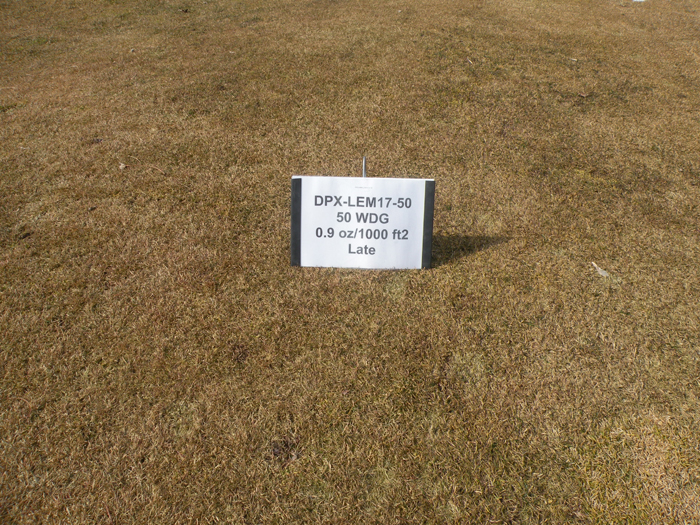 DPX-LEM17-50
50 WDG
0.9 oz/1000 ft2
Late